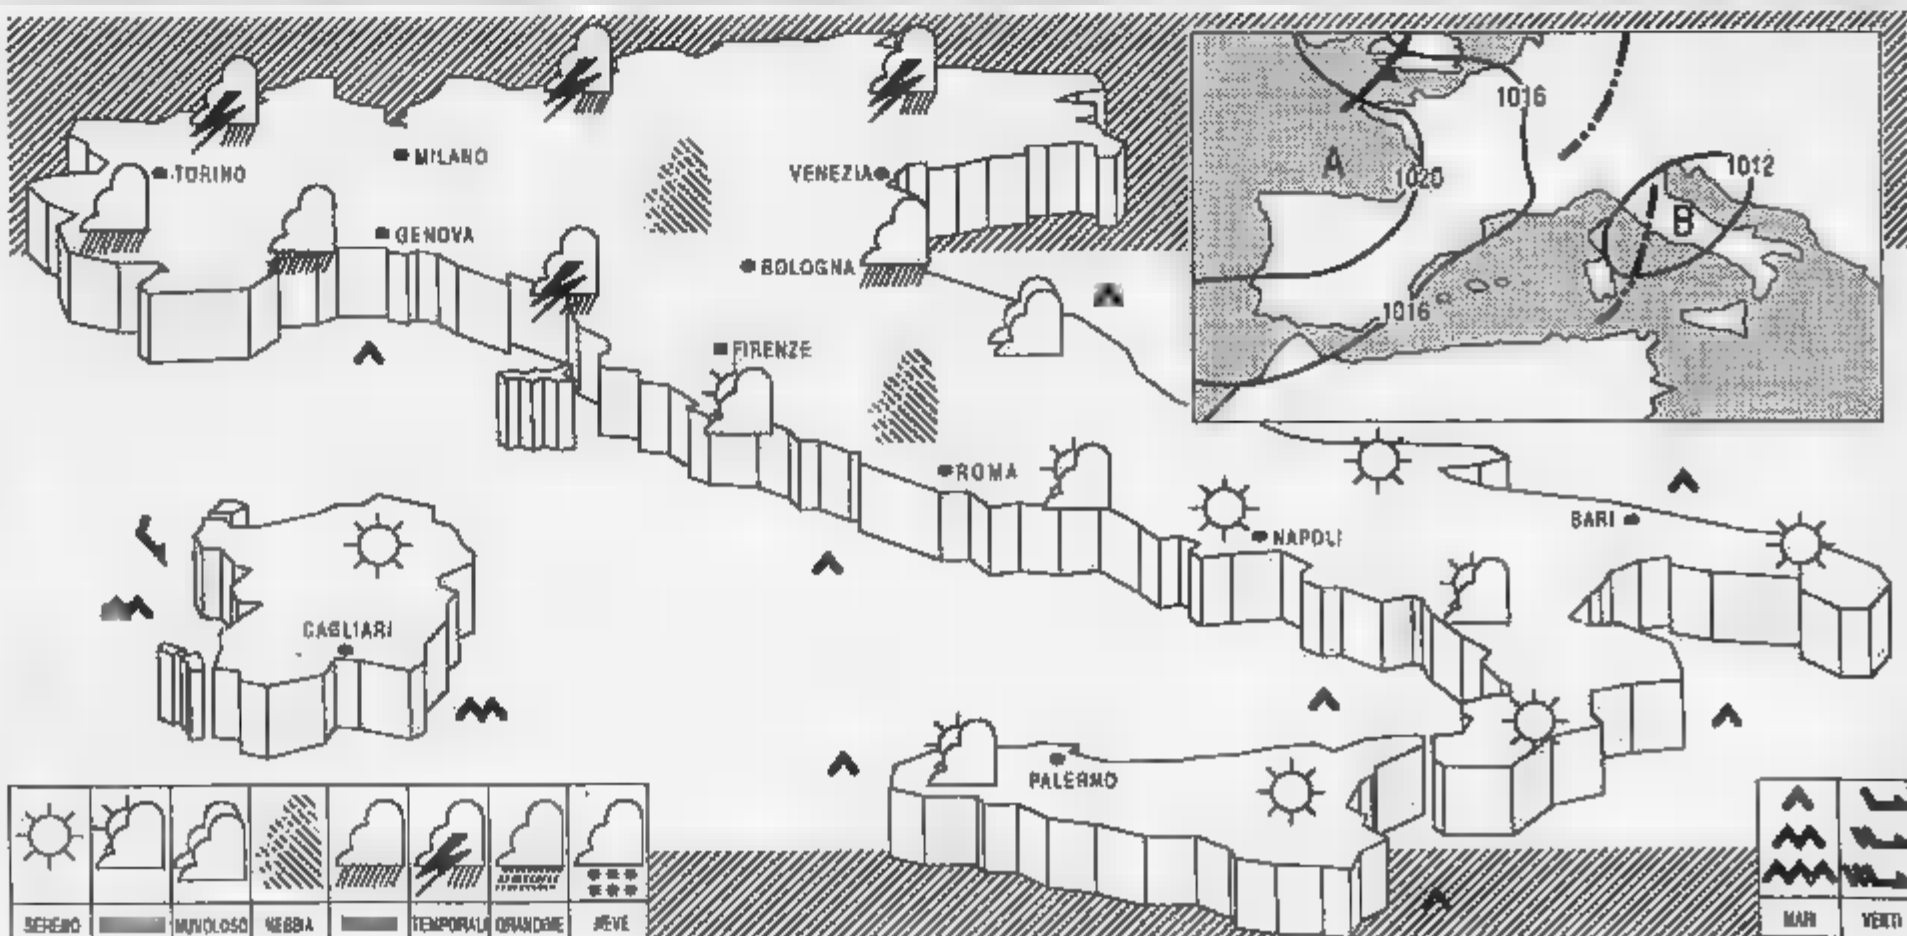 1016
MILANO
TORINO
VENEZIA
A
1020
1012
B
GENOVA
BOLOGNA
1016
FIRENZE
ROMA
BARI
NAPOLI
CAGLIARI
PALERMO
SERENO NUVOLOSO NEBBIA TEMPORALE GRANDINE NEVE
MARI VENTI